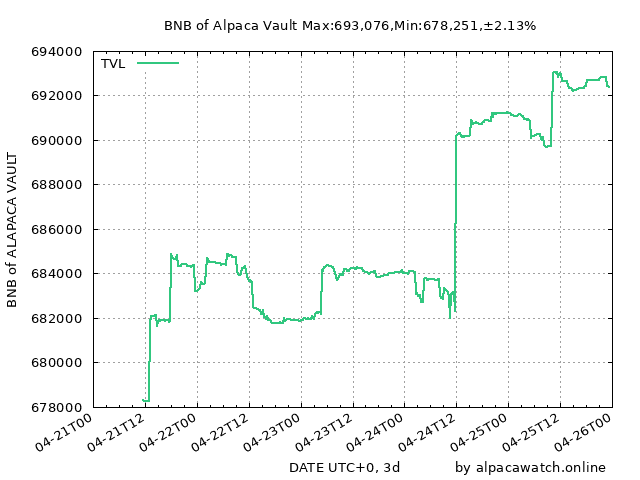 BNB of Alpaca Vault Max:693,076,Min:678,251,±2.13%
TVL
694000
692000
690000
688000
686000
684000
682000
680000
678000
BNB of ALAPACA VAULT
04-21T00
04-21T12
04-22T00
04-22T12
04-23T00
04-23T12
04-24T00
04-24T12
04-25T00
04-25T12
04-26T00
DATE UTC+0, 3d
by alpacawatch.online